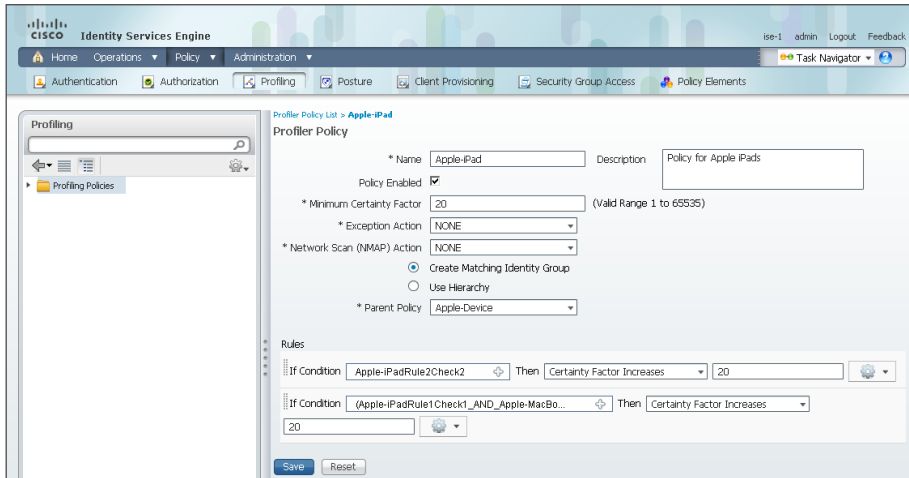 CISCO Identity Services Engine
ise-1 admin Logout Feedback
Home Operations Policy Administration
Task Navigator
Authentication Authorization Profiling Posture Client Provisioning Security Group Access Policy Elements
Profiling
Profiling Policies
Profiler Policy List > Apple-iPad
Profiler Policy
* Name Apple-iPad Description Policy for Apple iPads
Policy Enabled
* Minimum Certainty Factor 20 (Valid Range 1 to 65535)
* Exception Action NONE
* Network Scan (NMAP) Action NONE
Create Matching Identity Group
Use Hierarchy
* Parent Policy Apple-Device
Rules
If Condition Apple-iPadRule2Check2 Then Certainty Factor Increases 20
If Condition (Apple-iPadRule1Check1_AND_Apple-MacBo... Then Certainty Factor Increases
20
Save Reset